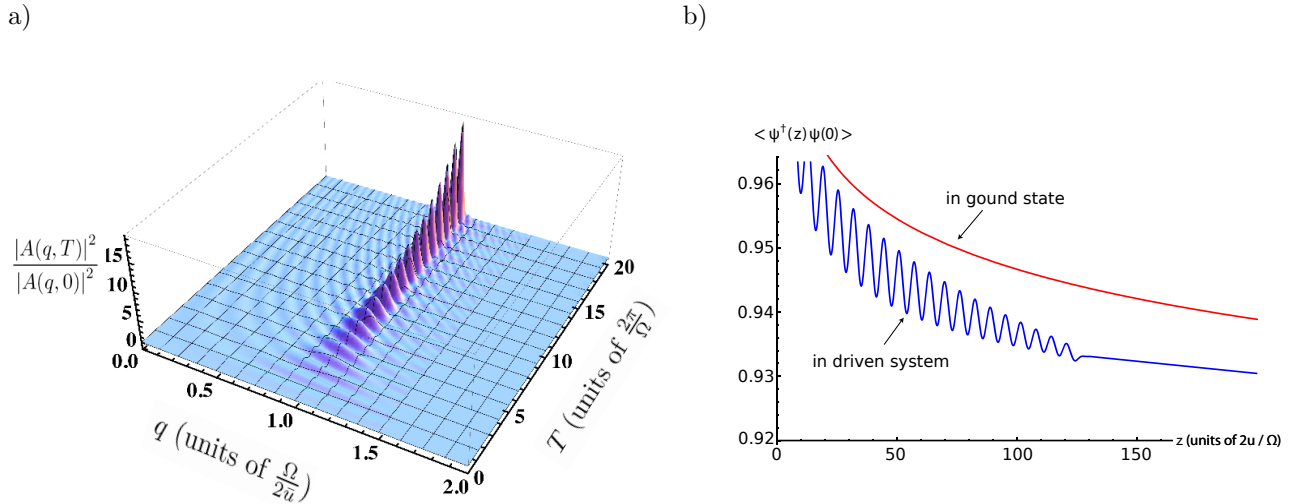 a)
b)
|A(q,T)|²
|A(q,0)|²
15
10
5
0
0.0
0.5
1.0
1.5
2.0
q (units of Ω/2ū)
0
5
10
15
20
T (units of 2π/Ω)
< ψ†(z) ψ(0) >
0.96
0.95
0.94
0.93
0.92
in gound state
in driven system
0
50
100
150
z (units of 2u / Ω)